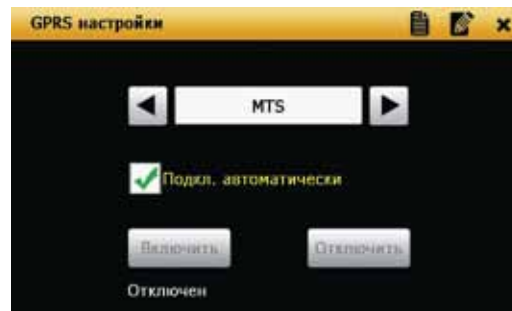 GPRS настройки
MTS
Подкл. автоматически
Включить Отключить
Отключен